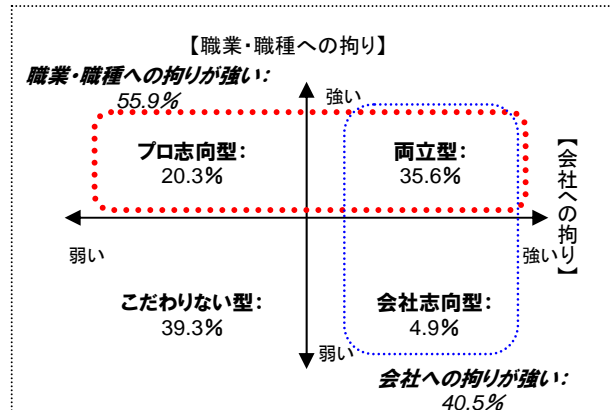 【職業・職種への拘り】
職業・職種への拘りが強い:
55.9%
強い
プロ志向型:
20.3%
両立型:
35.6%
【会社への拘り】
弱い
強い
こだわりない型:
39.3%
会社志向型:
4.9%
弱い
会社への拘りが強い:
40.5%